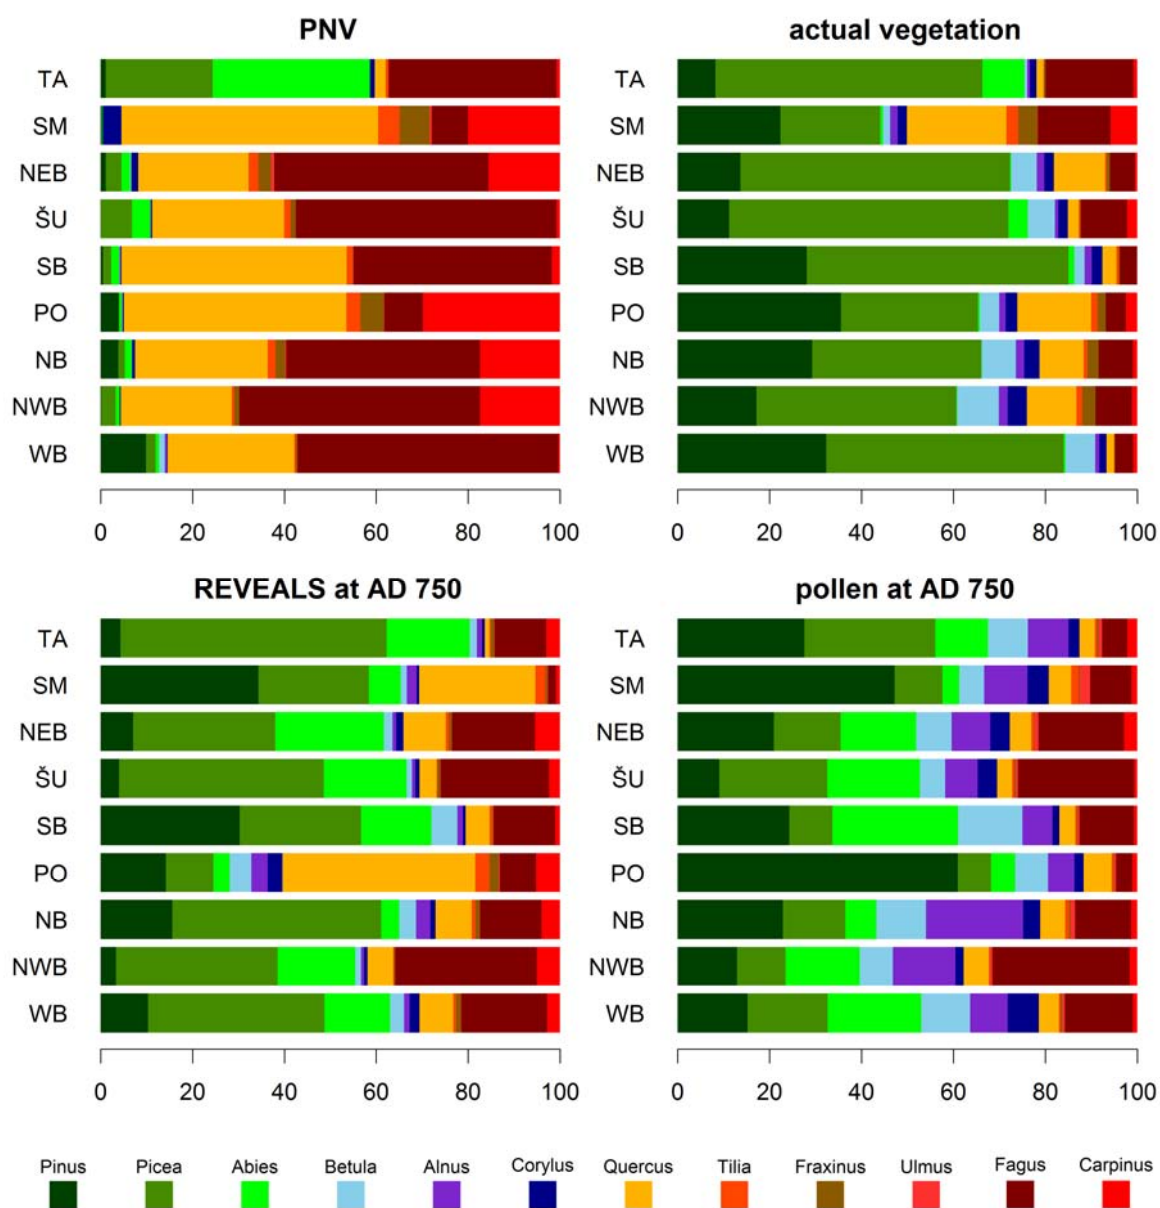 PNV
actual vegetation
TA
SM
NEB
ŠU
SB
PO
NB
NWB
WB
0 20 40 60 80 100
TA
SM
NEB
ŠU
SB
PO
NB
NWB
WB
0 20 40 60 80 100
REVEALS at AD 750
pollen at AD 750
TA
SM
NEB
ŠU
SB
PO
NB
NWB
WB
0 20 40 60 80 100
TA
SM
NEB
ŠU
SB
PO
NB
NWB
WB
0 20 40 60 80 100
Pinus Picea Abies Betula Alnus Corylus Quercus Tilia Fraxinus Ulmus Fagus Carpinus